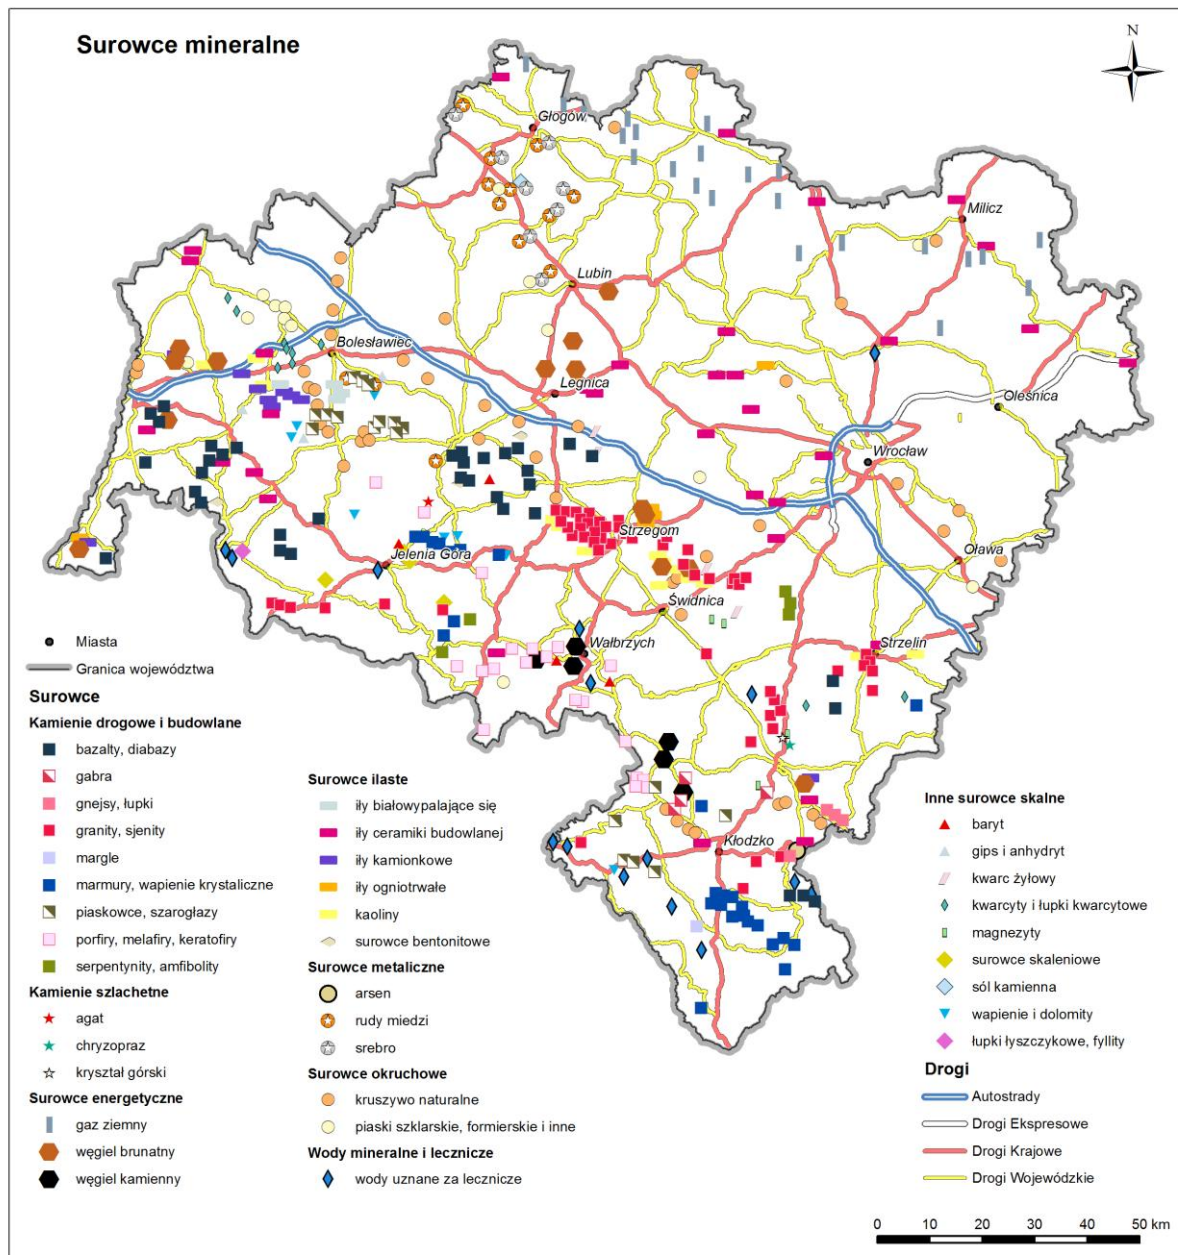 Surowce mineralne
N
Głogów
Milicz
Lubin
Bolesławiec
Legnica
Oleśnica
Wrocław
Strzegom
Jelenia Góra
Oława
Świdnica
Wałbrzych
Strzelin
Kłodzko
Miasta
Granica województwa
Surowce
Kamienie drogowe i budowlane
bazalty, diabazy
gabra
gnejsy, łupki
granity, sjenity
margle
marmury, wapienie krystaliczne
piaskowce, szarogłazy
porfiry, melafiry, keratofiry
serpentynity, amfibolity
Kamienie szlachetne
agat
chryzopraz
kryształ górski
Surowce energetyczne
gaz ziemny
węgiel brunatny
węgiel kamienny
Surowce ilaste
iły białowypalające się
iły ceramiki budowlanej
iły kamionkowe
iły ogniotrwałe
kaoliny
surowce bentonitowe
Surowce metaliczne
arsen
rudy miedzi
srebro
Surowce okruchowe
kruszywo naturalne
piaski szklarskie, formierskie i inne
Wody mineralne i lecznicze
wody uznane za lecznicze
Inne surowce skalne
baryt
gips i anhydryt
kwarc żyłowy
kwarcyty i łupki kwarcytowe
magnezyty
surowce skaleniowe
sól kamienna
wapienie i dolomity
łupki łyszczykowe, fyllity
Drogi
Autostrady
Drogi Ekspresowe
Drogi Krajowe
Drogi Wojewódzkie
0 10 20 30 40 50 km